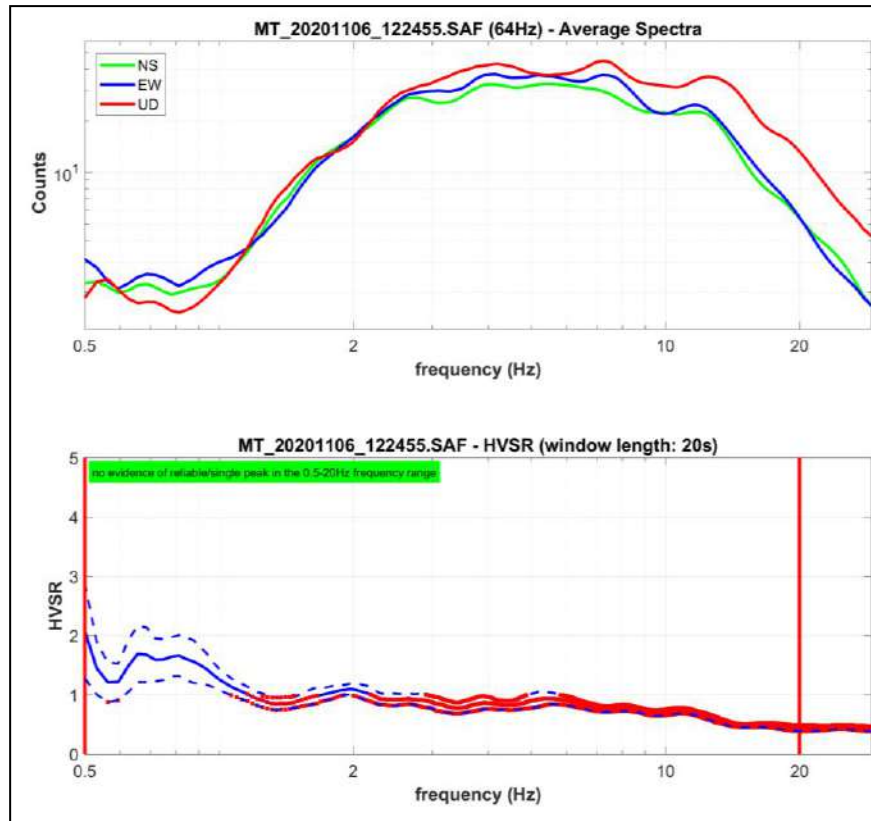 MT_20201106_122455.SAF (64Hz) - Average Spectra
NS
EW
UD
Counts
10^1
0.5 2 10 20
frequency (Hz)
MT_20201106_122455.SAF - HVSR (window length: 20s)
no evidence of reliable/single peak in the 0.5-20Hz frequency range
HVSR
5
4
3
2
1
0
0.5 2 10 20
frequency (Hz)